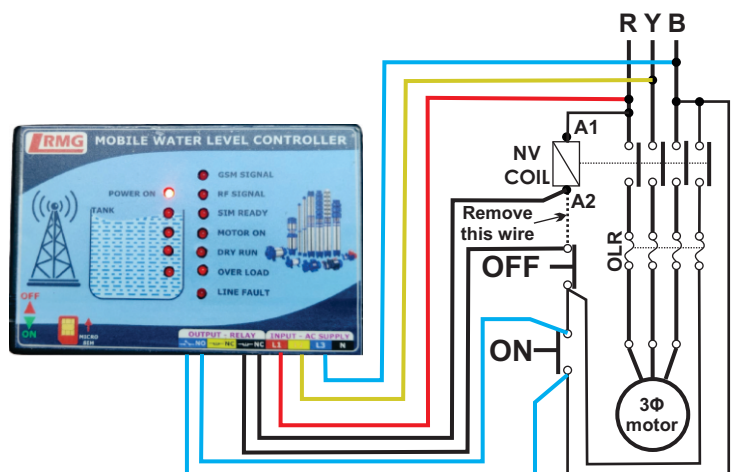 R Y B
RMG MOBILE WATER LEVEL CONTROLLER
GSM SIGNAL
POWER ON
RF SIGNAL
TANK
SIM READY
MOTOR ON
DRY RUN
OVER LOAD
LINE FAULT
OFF
ON
MICRO
SIM
OUTPUT - RELAY
INPUT - AC SUPPLY
NO
NC
NC
L1
L3
N
A1
NV
COIL
A2
Remove
this wire
OLR
OFF
ON
3Φ
motor